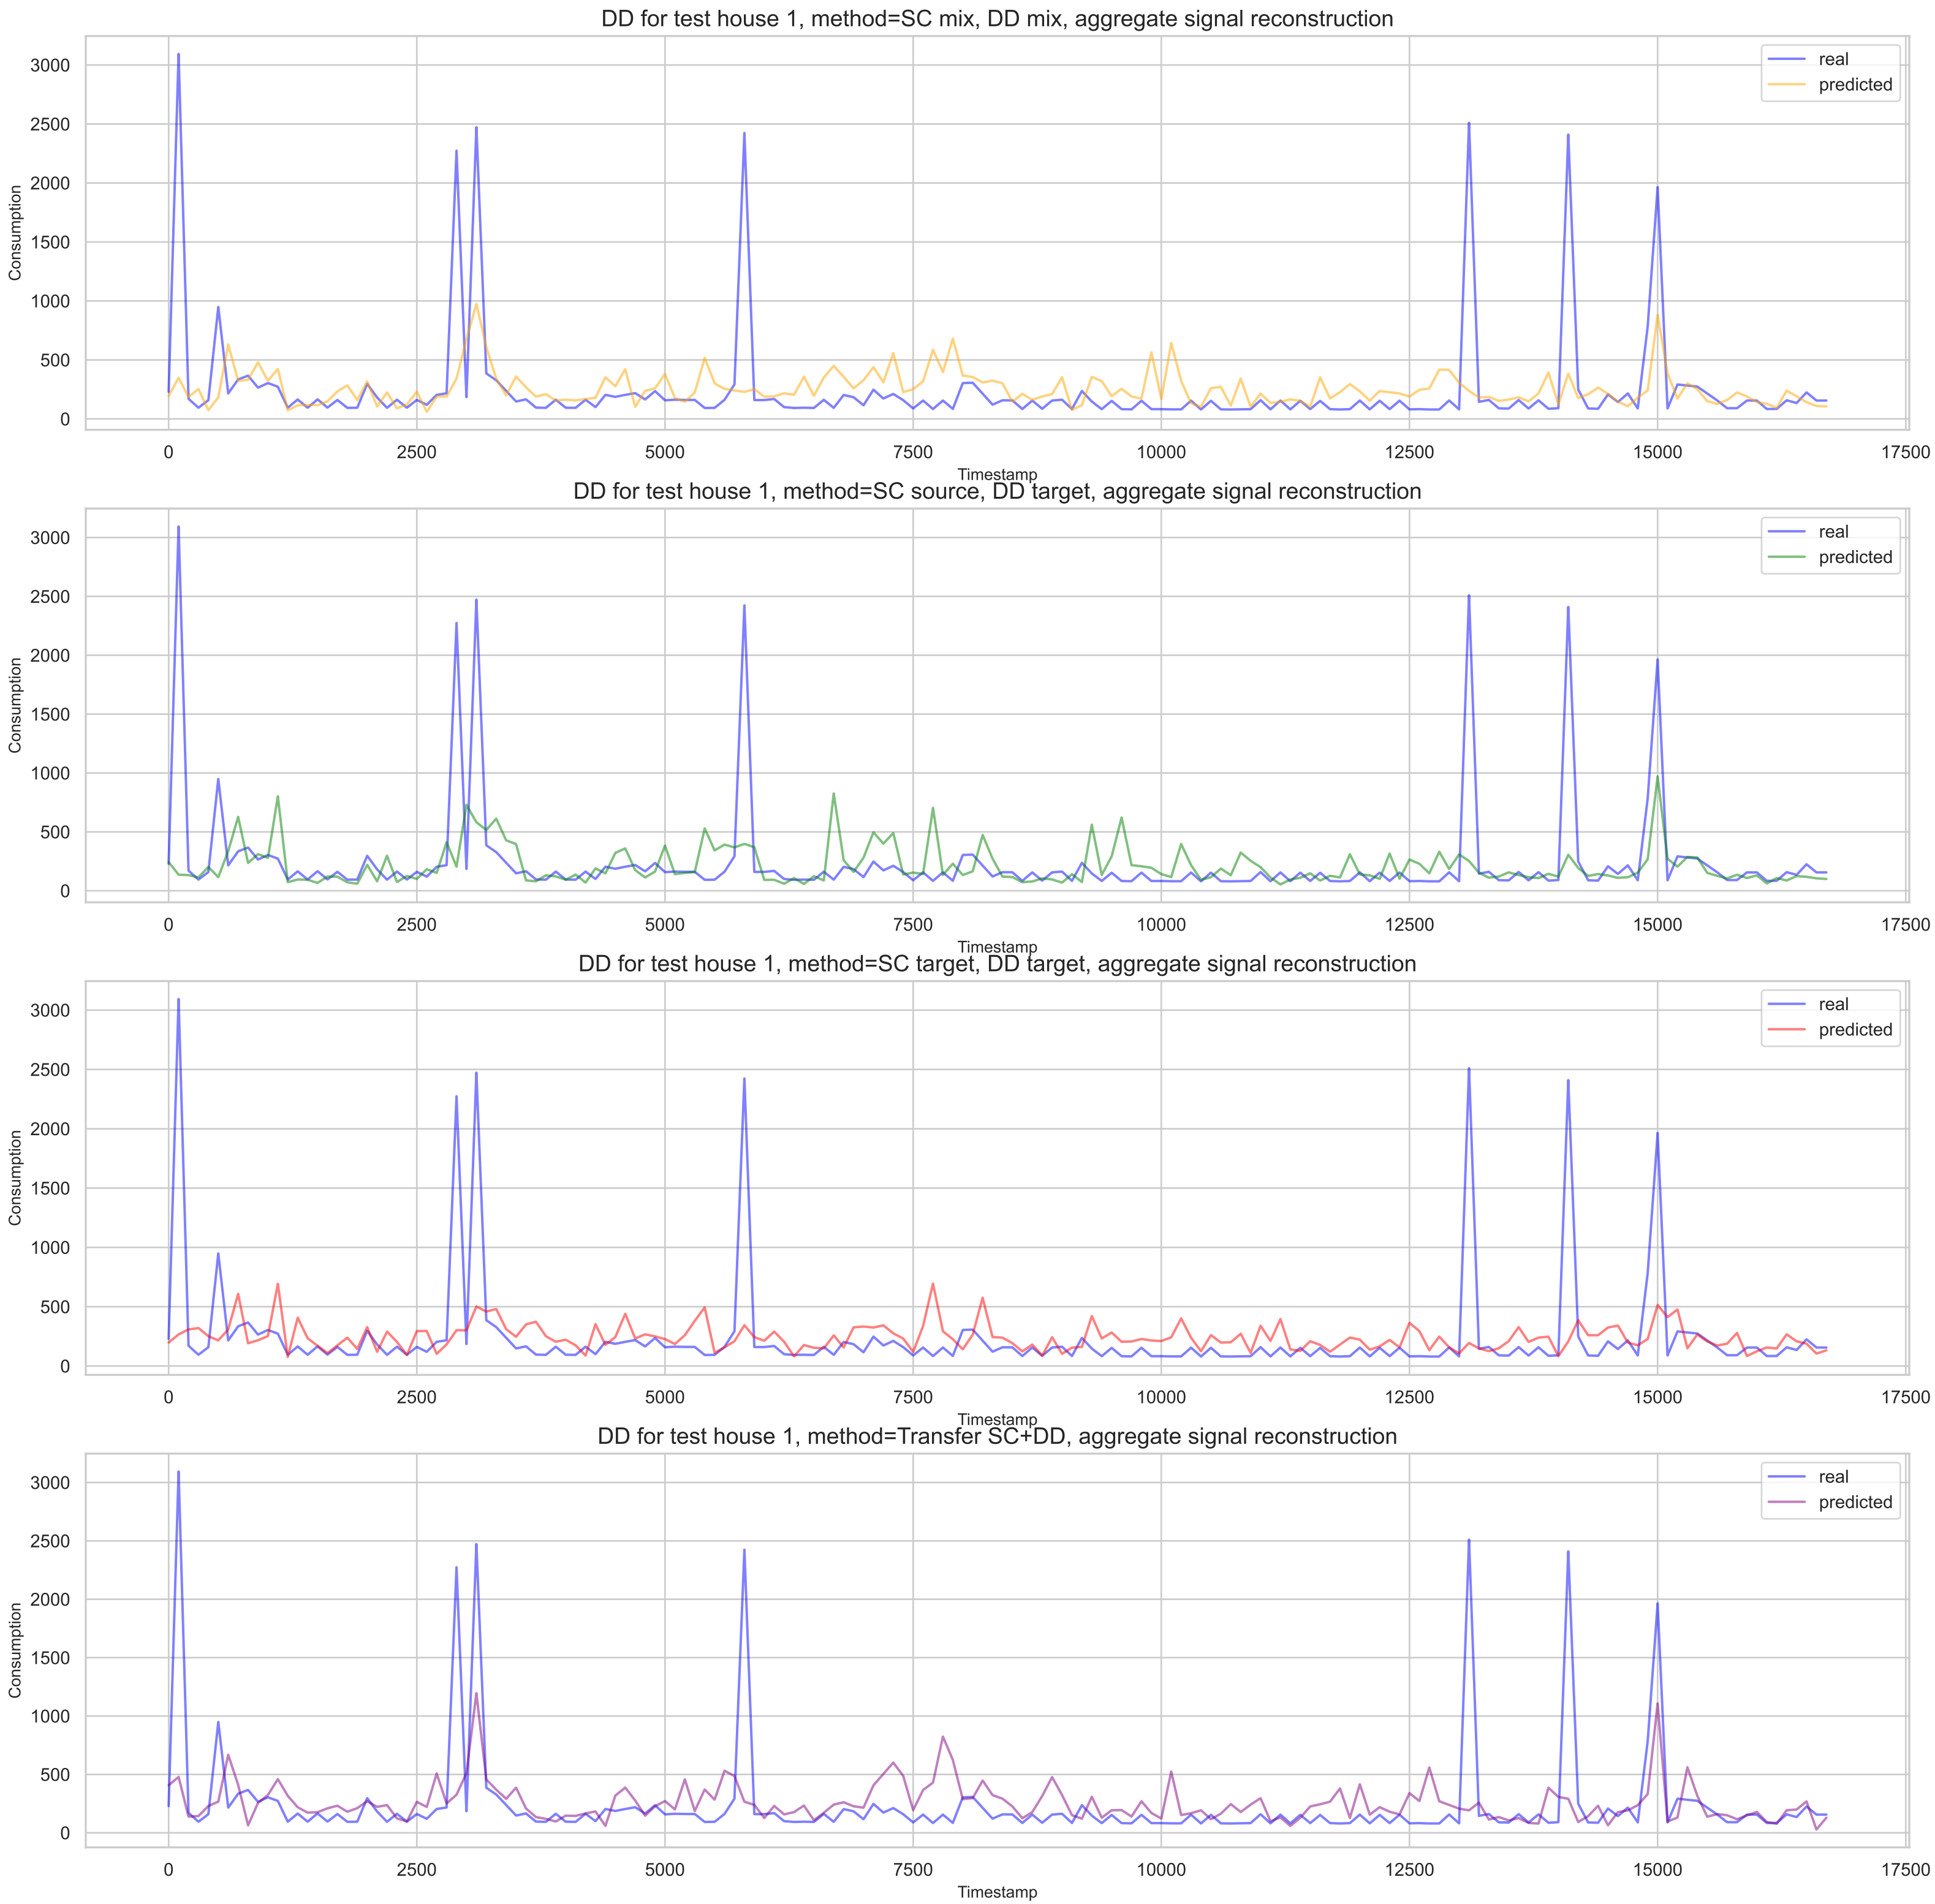 DD for test house 1, method=SC mix, DD mix, aggregate signal reconstruction
real
predicted
Consumption
3000
2500
2000
1500
1000
500
0
0 2500 5000 7500 10000 12500 15000 17500
Timestamp
DD for test house 1, method=SC source, DD target, aggregate signal reconstruction
real
predicted
Consumption
3000
2500
2000
1500
1000
500
0
0 2500 5000 7500 10000 12500 15000 17500
Timestamp
DD for test house 1, method=SC target, DD target, aggregate signal reconstruction
real
predicted
Consumption
3000
2500
2000
1500
1000
500
0
0 2500 5000 7500 10000 12500 15000 17500
Timestamp
DD for test house 1, method=Transfer SC+DD, aggregate signal reconstruction
real
predicted
Consumption
3000
2500
2000
1500
1000
500
0
0 2500 5000 7500 10000 12500 15000 17500
Timestamp